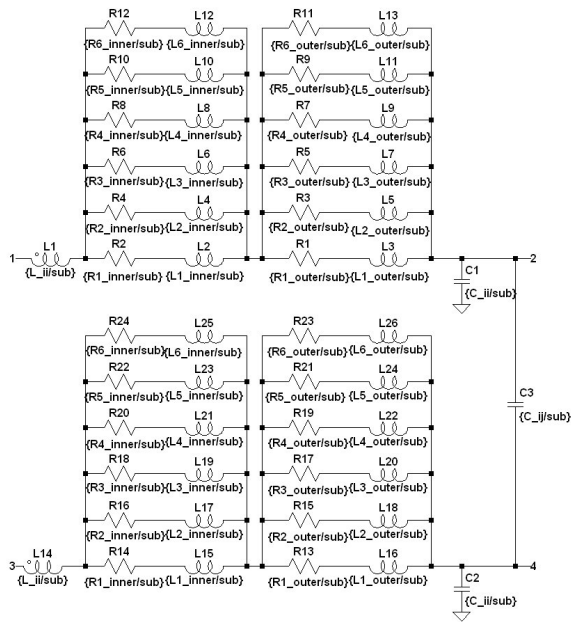 R12 L12 R11 L13
{R6_inner/sub} {L6_inner/sub} {R6_outer/sub} {L6_outer/sub}
R10 L10 R9 L11
{R5_inner/sub} {L5_inner/sub} {R5_outer/sub} {L5_outer/sub}
R8 L8 R7 L9
{R4_inner/sub} {L4_inner/sub} {R4_outer/sub} {L4_outer/sub}
R6 L6 R5 L7
{R3_inner/sub} {L3_inner/sub} {R3_outer/sub} {L3_outer/sub}
R4 L4 R3 L5
{R2_inner/sub} {L2_inner/sub} {R2_outer/sub} {L2_outer/sub}
1 L1 R2 L2 R1 L3 2
{L_ii/sub} {R1_inner/sub} {L1_inner/sub} {R1_outer/sub} {L1_outer/sub} C1
{C_ii/sub}
R24 L25 R23 L26
{R6_inner/sub} {L6_inner/sub} {R6_outer/sub} {L6_outer/sub}
R22 L23 R21 L24
{R5_inner/sub} {L5_inner/sub} {R5_outer/sub} {L5_outer/sub} C3
R20 L21 R19 L22 {C_ij/sub}
{R4_inner/sub} {L4_inner/sub} {R4_outer/sub} {L4_outer/sub}
R18 L19 R17 L20
{R3_inner/sub} {L3_inner/sub} {R3_outer/sub} {L3_outer/sub}
R16 L17 R15 L18
{R2_inner/sub} {L2_inner/sub} {R2_outer/sub} {L2_outer/sub}
3 L14 R14 L15 R13 L16 4
{L_ii/sub} {R1_inner/sub} {L1_inner/sub} {R1_outer/sub} {L1_outer/sub} C2
{C_ii/sub}